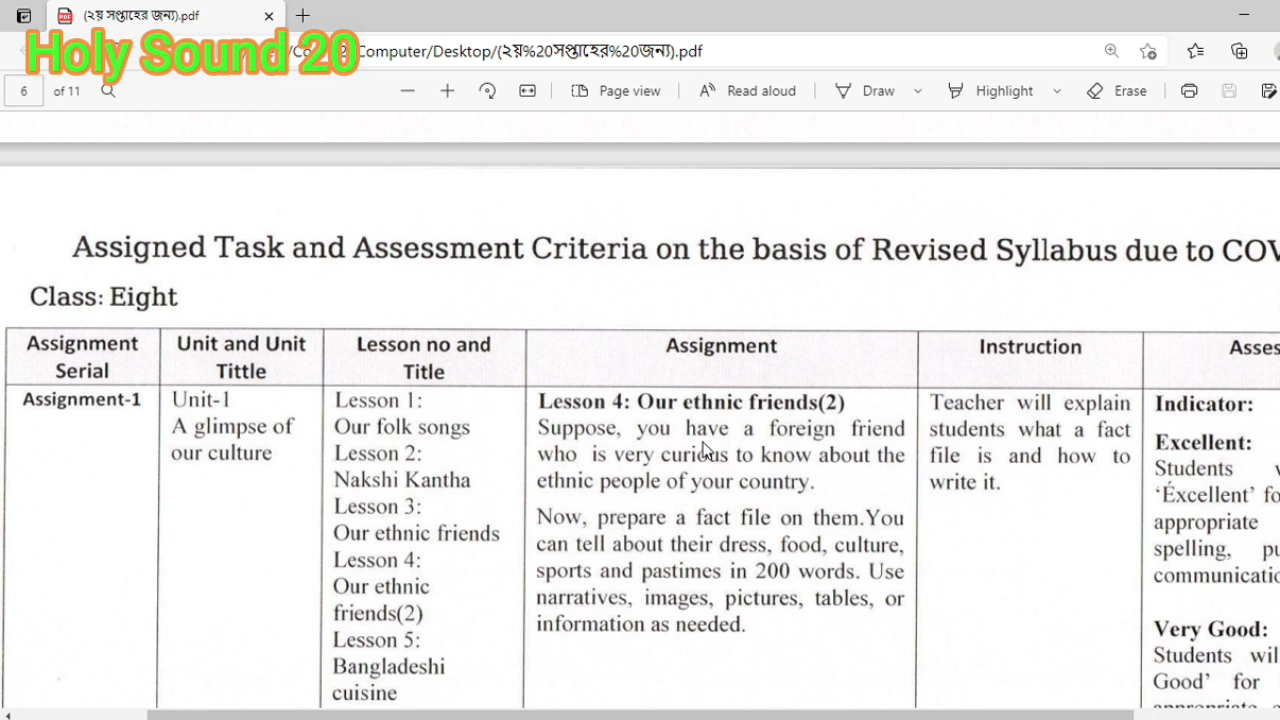 (২য় সপ্তাহের জন্য).pdf
Holy Sound 20
Computer/Desktop/(২য়%20সপ্তাহের%20জন্য).pdf
6 of 11
Page view
Read aloud
Draw
Highlight
Erase
Assigned Task and Assessment Criteria on the basis of Revised Syllabus due to COV
Class: Eight
Assignment
Serial
Unit and Unit
Tittle
Lesson no and
Title
Assignment
Instruction
Asses
Assignment-1
Unit-1
A glimpse of
our culture
Lesson 1:
Our folk songs
Lesson 2:
Nakshi Kantha
Lesson 3:
Our ethnic friends
Lesson 4:
Our ethnic
friends(2)
Lesson 5:
Bangladeshi
cuisine
Lesson 4: Our ethnic friends(2)
Suppose, you have a foreign friend
who is very curious to know about the
ethnic people of your country.
Now, prepare a fact file on them.You
can tell about their dress, food, culture,
sports and pastimes in 200 words. Use
narratives, images, pictures, tables, or
information as needed.
Teacher will explain
students what a fact
file is and how to
write it.
Indicator:
Excellent:
Students
‘Éxcellent’ fo
appropriate
spelling, pu
communicatio
Very Good:
Students wil
Good’ for